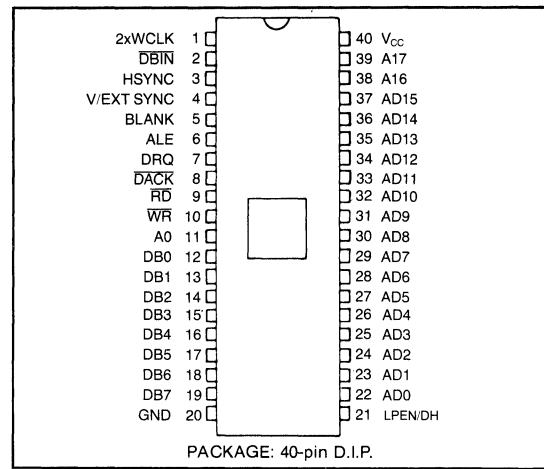 2xWCLK 1 40 VCC
DBIN 2 39 A17
HSYNC 3 38 A16
V/EXT SYNC 4 37 AD15
BLANK 5 36 AD14
ALE 6 35 AD13
DRQ 7 34 AD12
DACK 8 33 AD11
RD 9 32 AD10
WR 10 31 AD9
A0 11 30 AD8
DB0 12 29 AD7
DB1 13 28 AD6
DB2 14 27 AD5
DB3 15 26 AD4
DB4 16 25 AD3
DB5 17 24 AD2
DB6 18 23 AD1
DB7 19 22 AD0
GND 20 21 LPEN/DH
PACKAGE: 40-pin D.I.P.